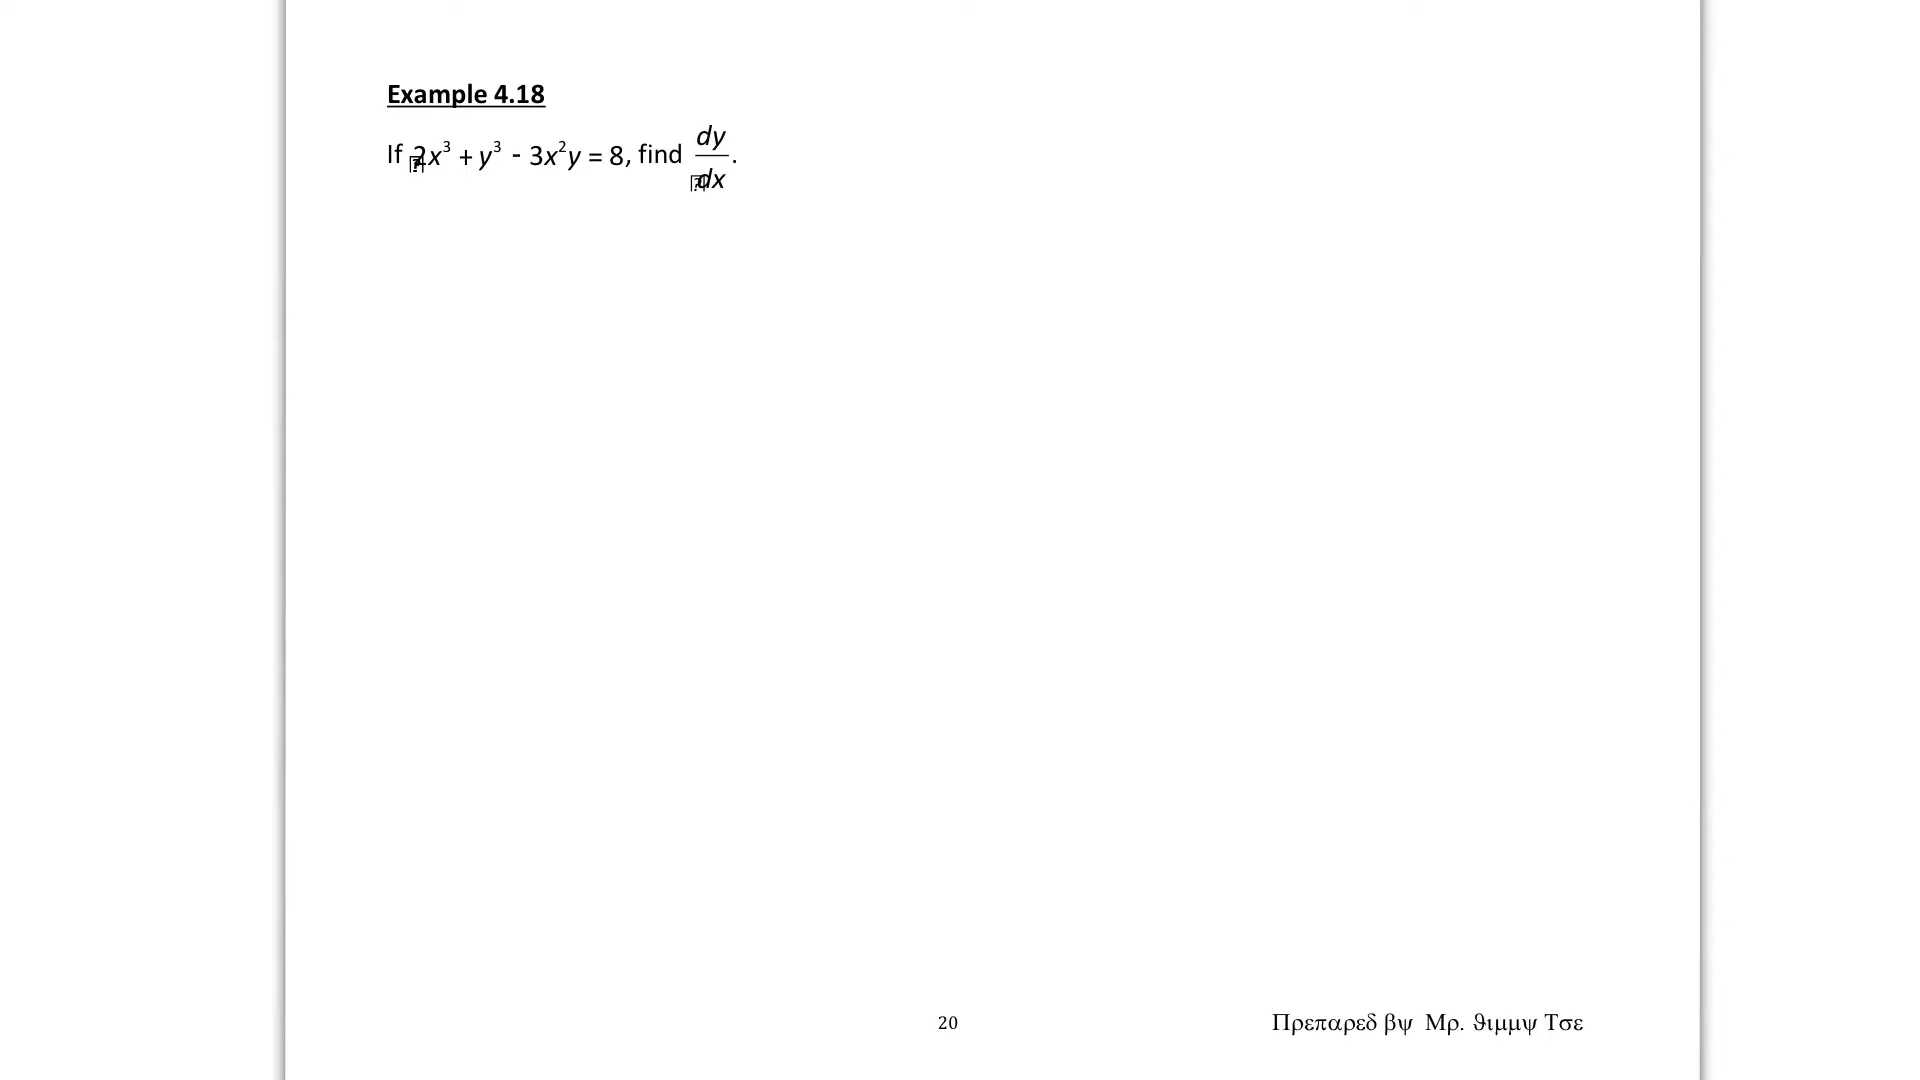 Example 4.18
If 2x³ + y³ - 3x²y = 8, find dy/dx.
20 Πρεπαρεδ βψ Μρ. ϑιμμψ Τσε